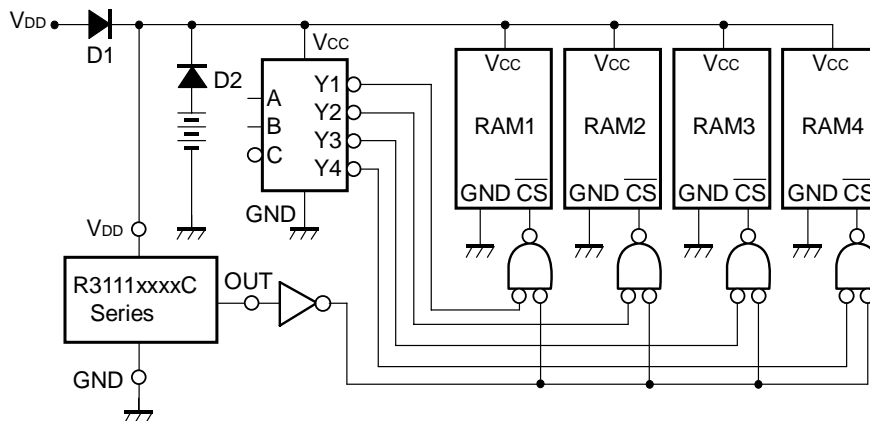 VDD
D1
D2
VCC
A
B
C
Y1
Y2
Y3
Y4
GND
VCC
RAM1
GND CS
VCC
RAM2
GND CS
VCC
RAM3
GND CS
VCC
RAM4
GND CS
VDD
R3111xxxxC
Series
OUT
GND